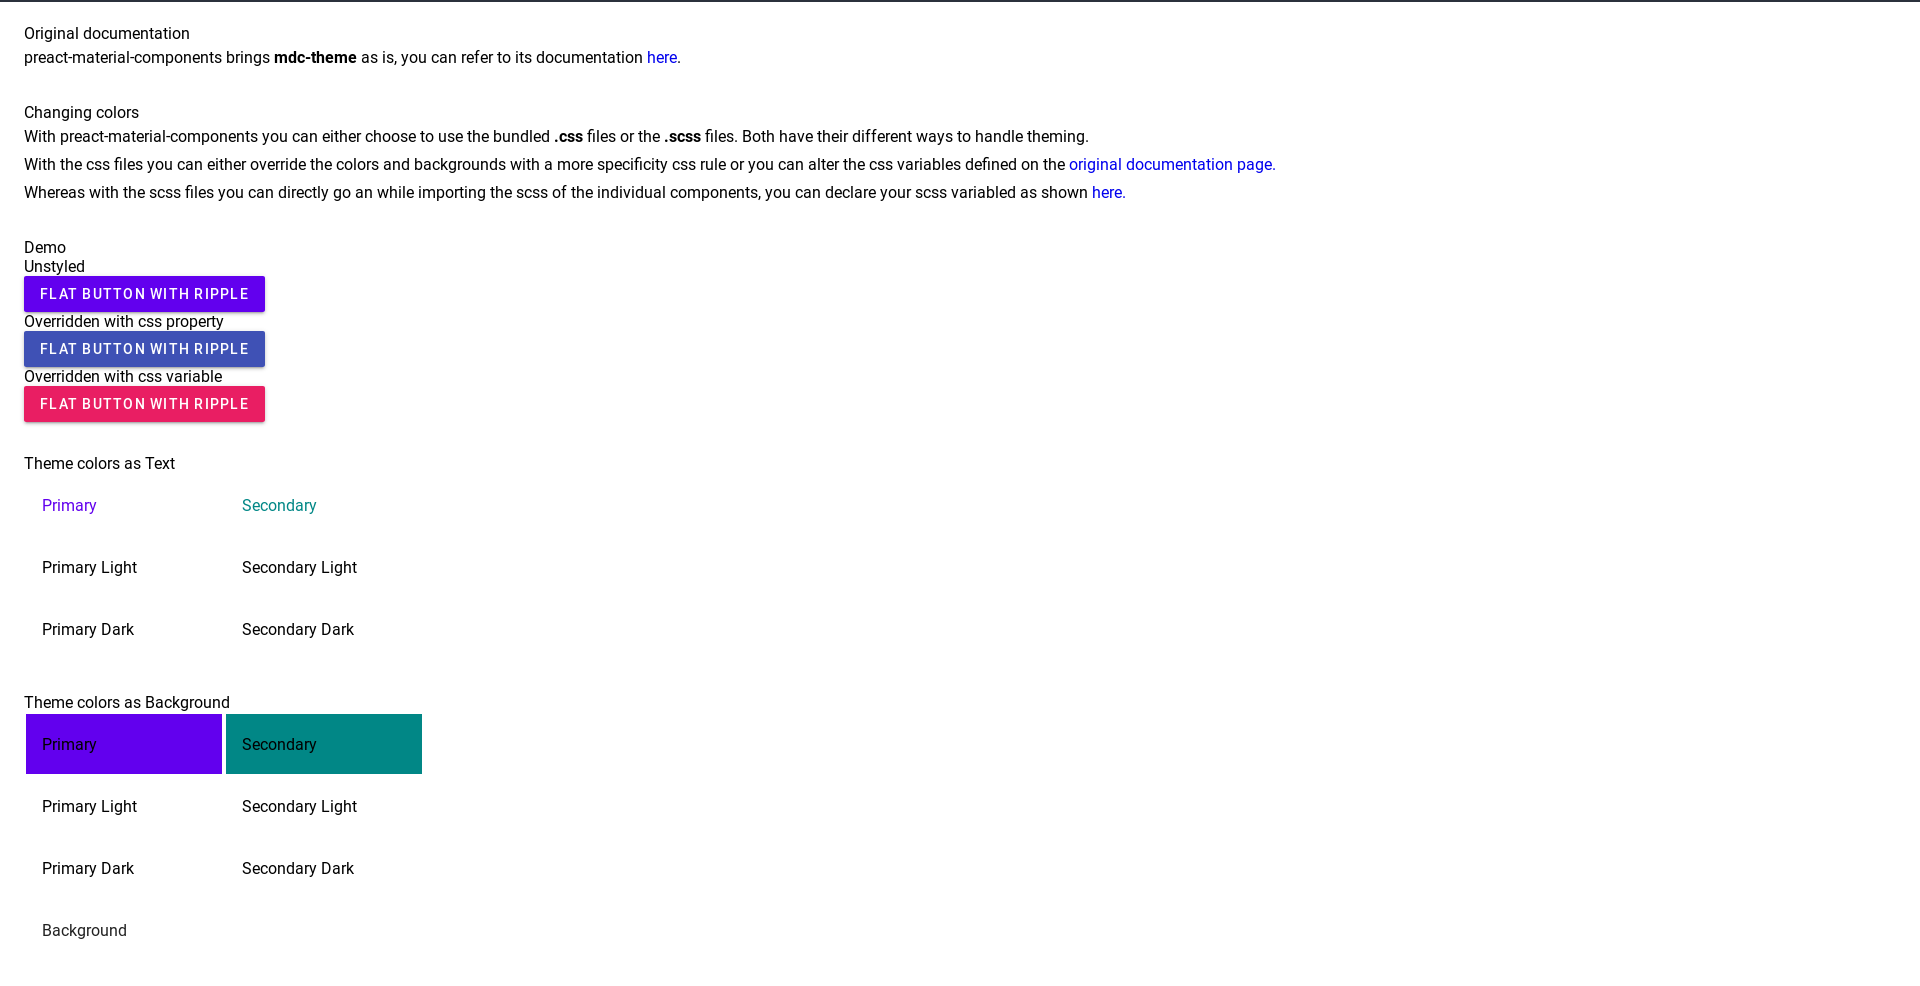 Original documentation
preact-material-components brings mdc-theme as is, you can refer to its documentation here.
Changing colors
With preact-material-components you can either choose to use the bundled .css files or the .scss files. Both have their different ways to handle theming.
With the css files you can either override the colors and backgrounds with a more specificity css rule or you can alter the css variables defined on the original documentation page.
Whereas with the scss files you can directly go an while importing the scss of the individual components, you can declare your scss variabled as shown here.
Demo
Unstyled
FLAT BUTTON WITH RIPPLE
Overridden with css property
FLAT BUTTON WITH RIPPLE
Overridden with css variable
FLAT BUTTON WITH RIPPLE
Theme colors as Text
Primary Secondary
Primary Light Secondary Light
Primary Dark Secondary Dark
Theme colors as Background
Primary Secondary
Primary Light Secondary Light
Primary Dark Secondary Dark
Background